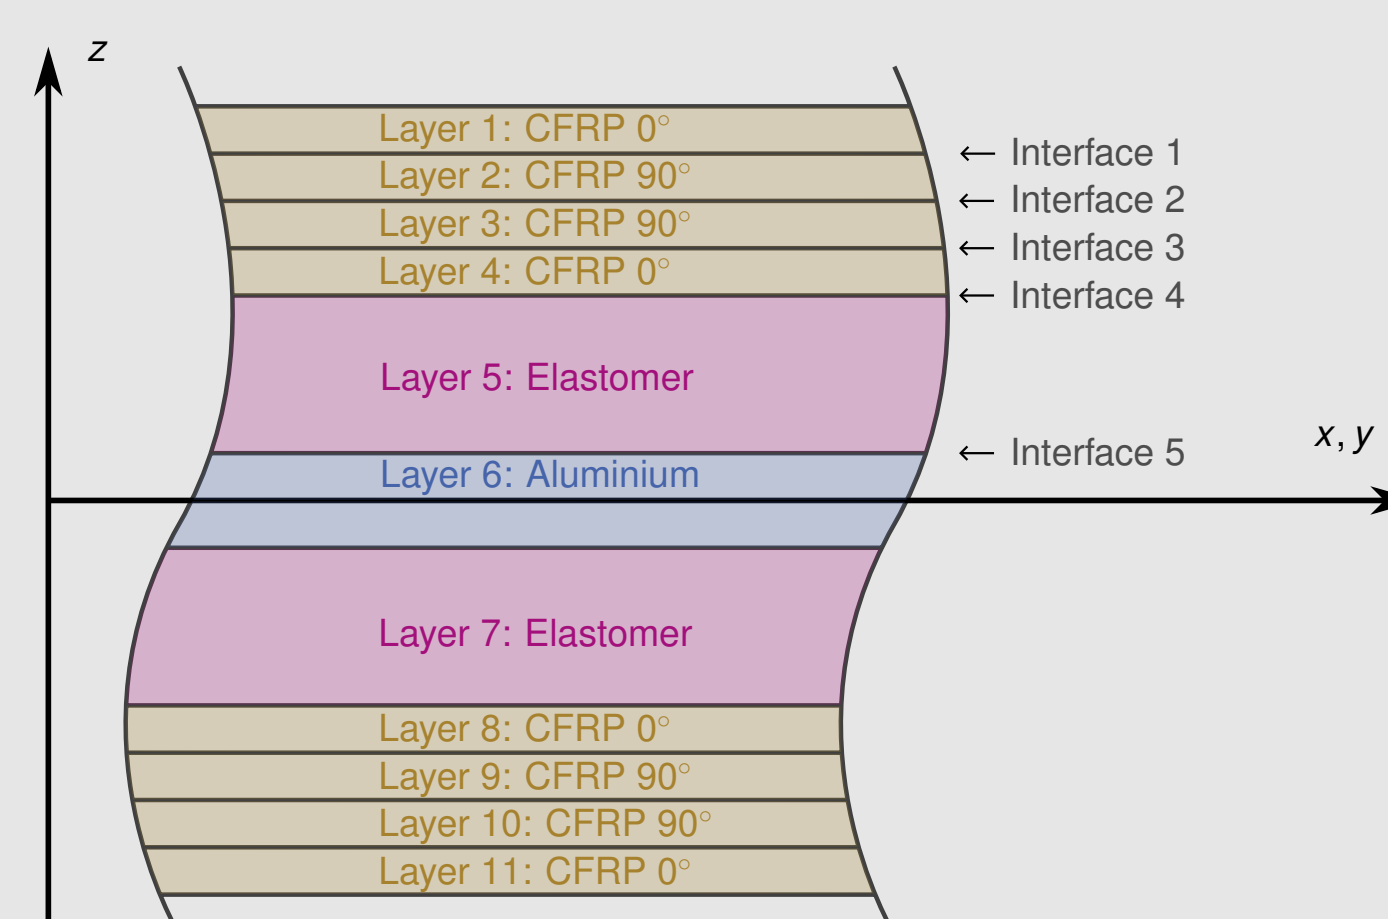 z
Layer 1: CFRP 0°
← Interface 1
Layer 2: CFRP 90°
← Interface 2
Layer 3: CFRP 90°
← Interface 3
Layer 4: CFRP 0°
← Interface 4
Layer 5: Elastomer
x, y
← Interface 5
Layer 6: Aluminium
Layer 7: Elastomer
Layer 8: CFRP 0°
Layer 9: CFRP 90°
Layer 10: CFRP 90°
Layer 11: CFRP 0°